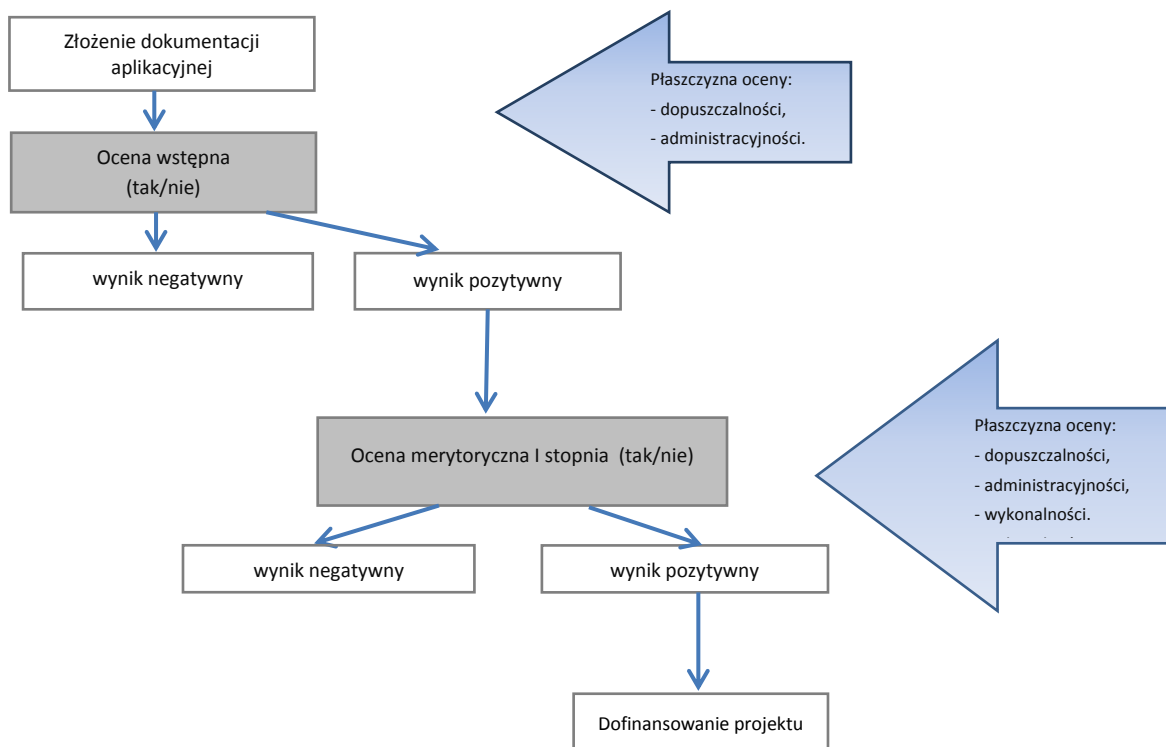 Złożenie dokumentacji
aplikacyjnej
Płaszczyzna oceny:
- dopuszczalności,
- administracyjności.
Ocena wstępna
(tak/nie)
wynik negatywny
wynik pozytywny
Ocena merytoryczna I stopnia (tak/nie)
Płaszczyzna oceny:
- dopuszczalności,
- administracyjności,
- wykonalności.
wynik negatywny
wynik pozytywny
Dofinansowanie projektu